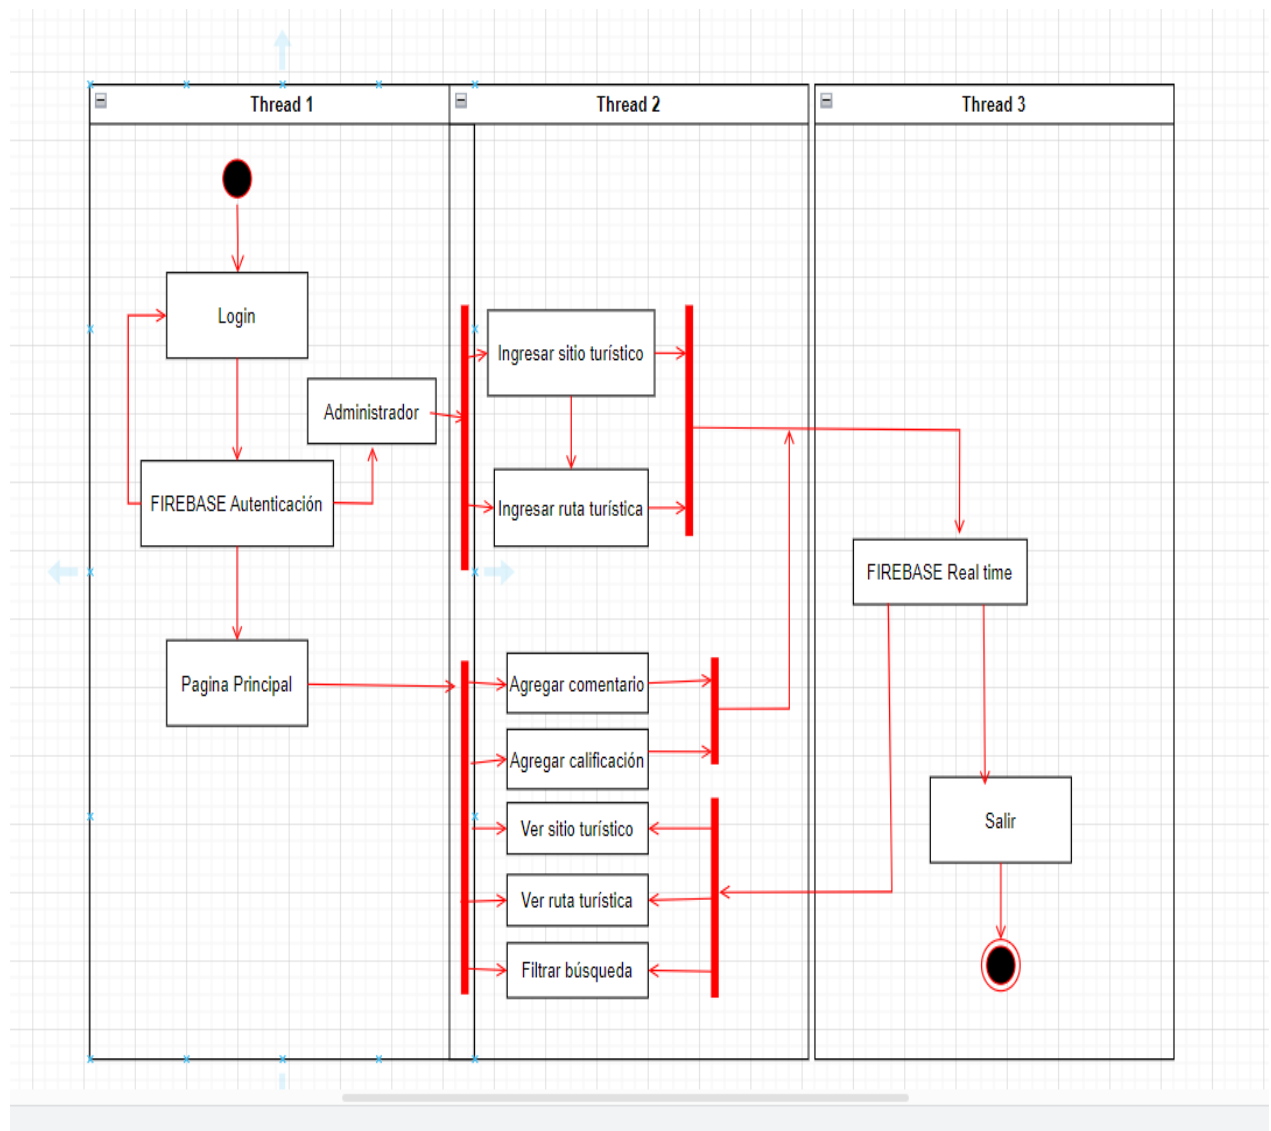 Thread 1
Thread 2
Thread 3
Login
Administrador
FIREBASE Autenticación
Pagina Principal
Ingresar sitio turístico
Ingresar ruta turística
Agregar comentario
Agregar calificación
Ver sitio turístico
Ver ruta turística
Filtrar búsqueda
FIREBASE Real time
Salir